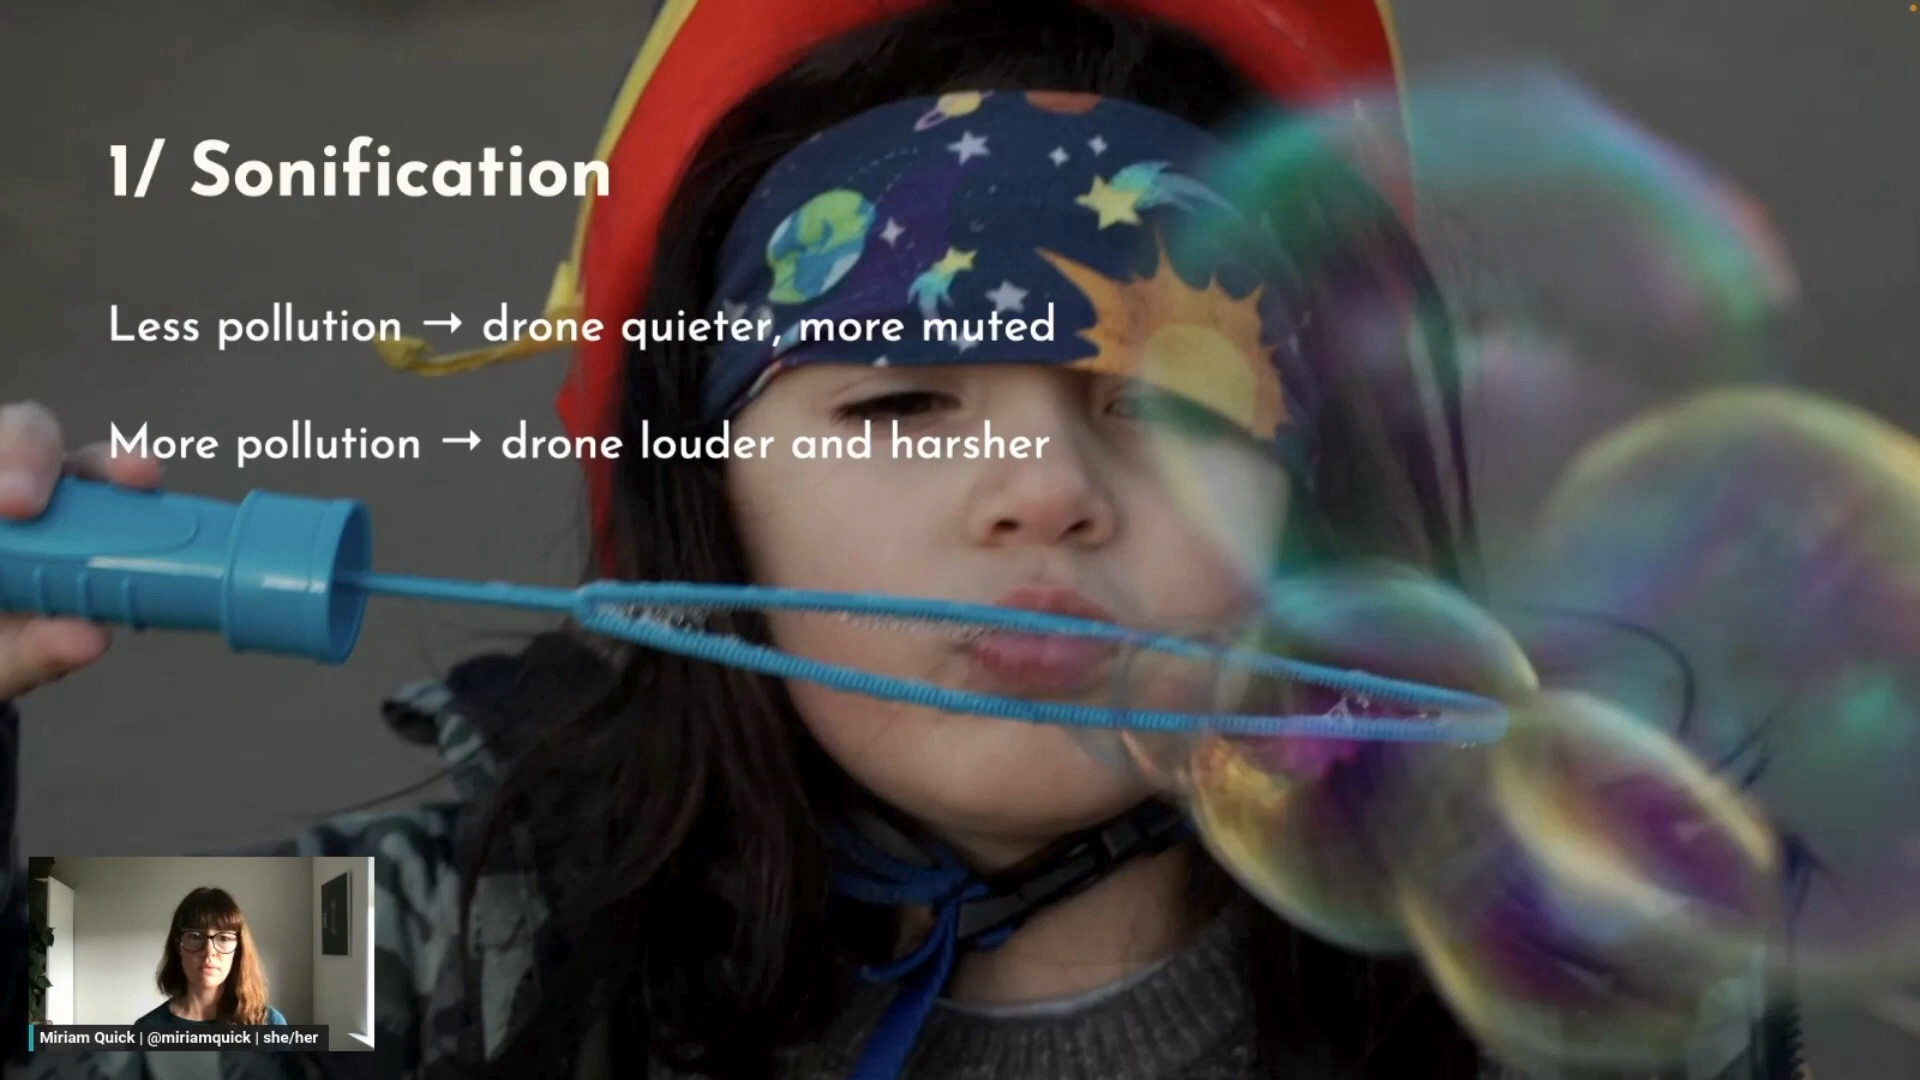 1/ Sonification
Less pollution → drone quieter, more muted
More pollution → drone louder and harsher
Miriam Quick | @miriamquick | she/her